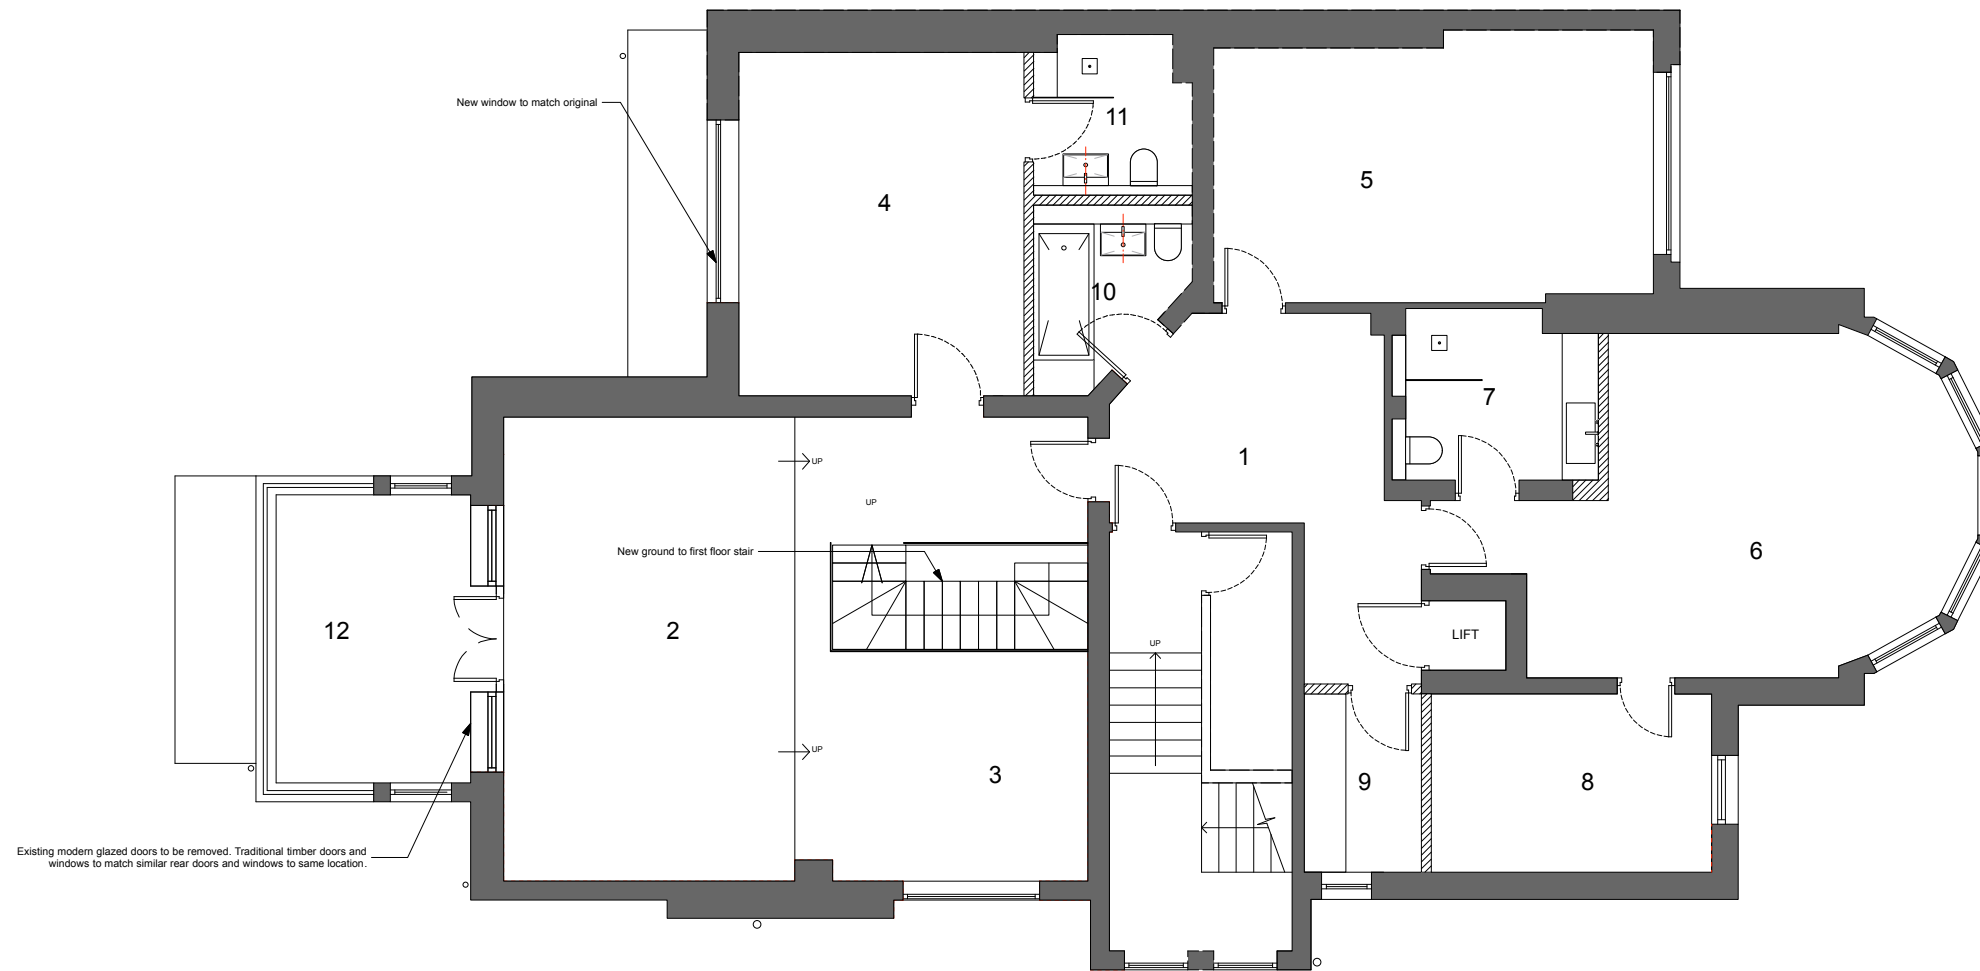 New window to match original
11
4
5
10
7
1
UP
UP
New ground to first floor stair
6
12
2
LIFT
UP
UP
3
9
8
Existing modern glazed doors to be removed. Traditional timber doors and
windows to match similar rear doors and windows to same location.